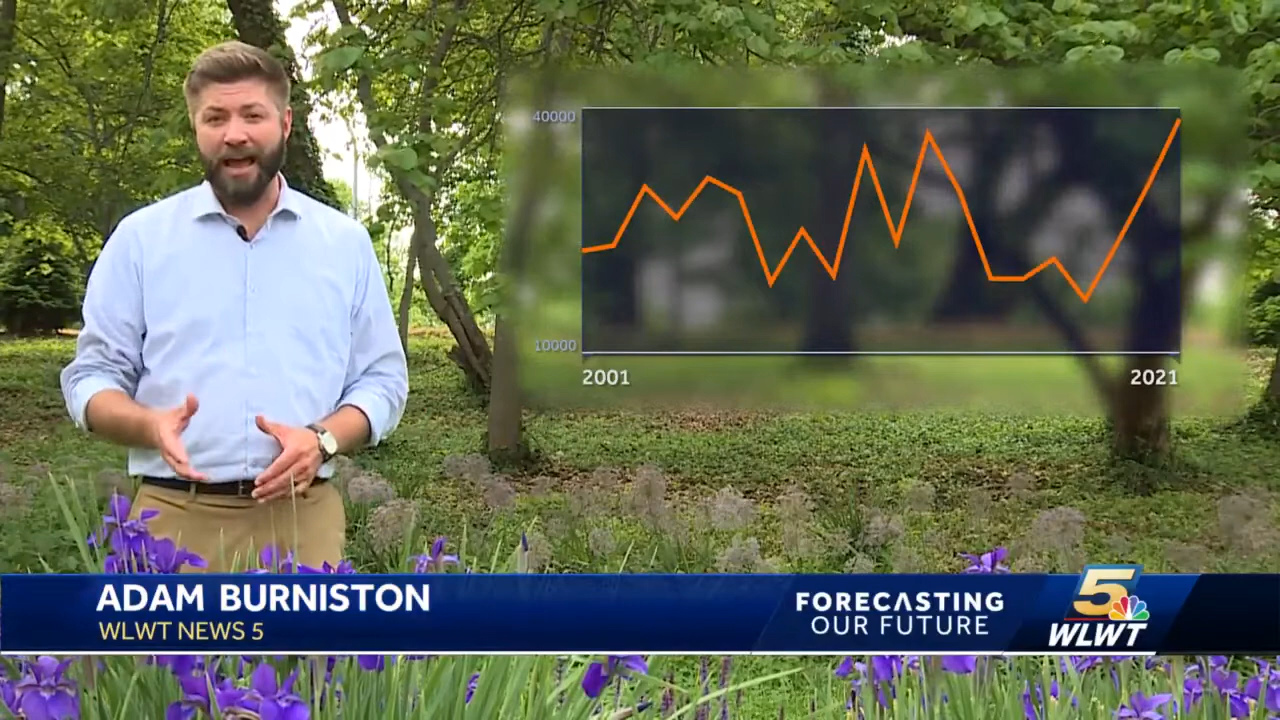 40000
10000
2001
2021
ADAM BURNISTON
WLWT NEWS 5
FORECASTING
OUR FUTURE
5
WLWT